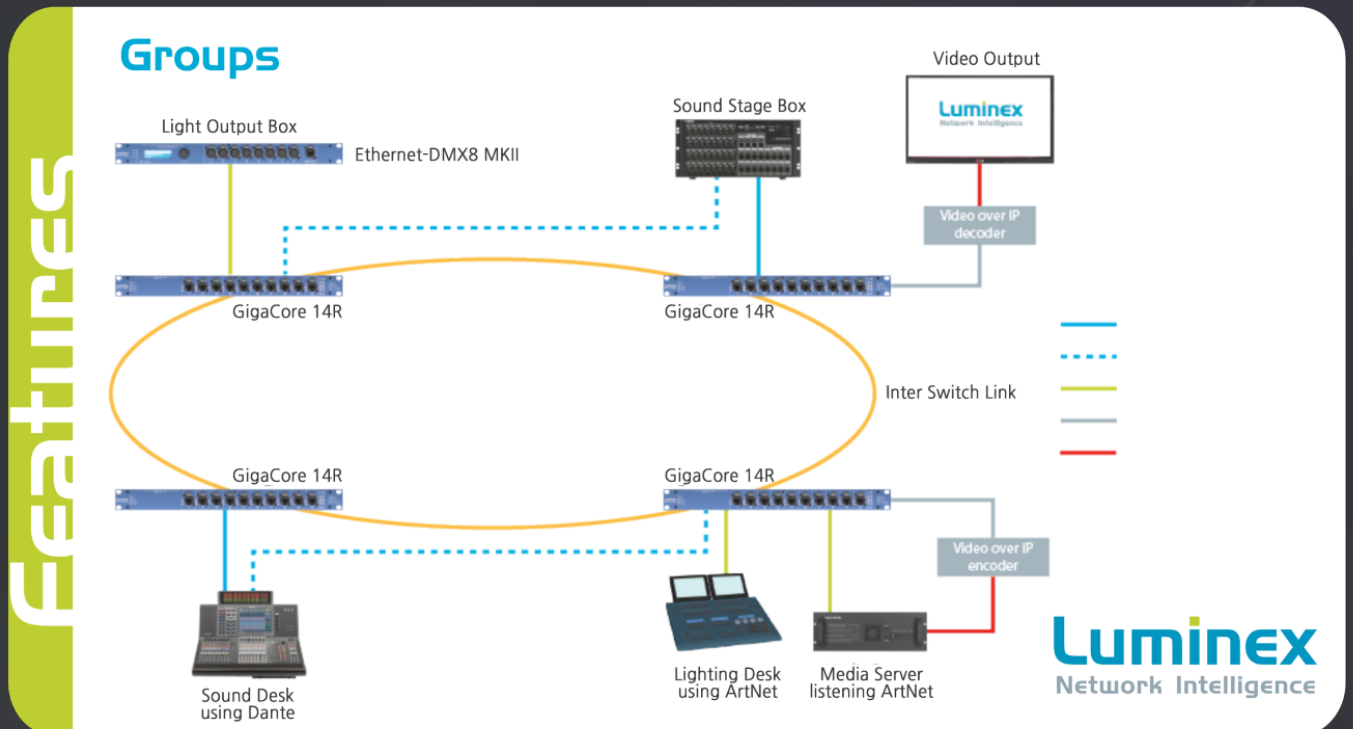 Features
Groups
Light Output Box
Ethernet-DMX8 MKII
Sound Stage Box
Video Output
Luminex
Network Intelligence
Video over IP
decoder
GigaCore 14R
GigaCore 14R
Inter Switch Link
GigaCore 14R
GigaCore 14R
Video over IP
encoder
Sound Desk
using Dante
Lighting Desk
using ArtNet
Media Server
listening ArtNet
Luminex
Network Intelligence